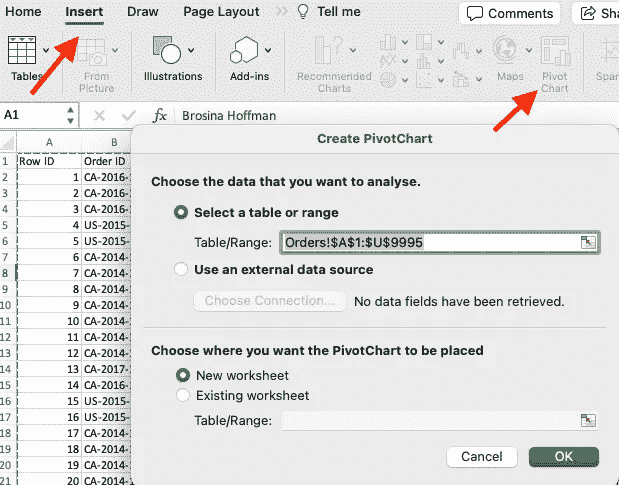 Home Insert Draw Page Layout >> Tell me Comments
Tables From Picture Illustrations Add-ins Recommended Charts Maps Pivot Chart
A1 fx Brosina Hoffman
A B
Create PivotChart
1 Row ID Order ID
Choose the data that you want to analyse.
2 1 CA-2016-
3 2 CA-2016-
4 3 CA-2016-
Select a table or range
5 4 US-2015-
6 5 US-2015-
Table/Range: Orders!$A$1:$U$9995
7 6 CA-2014-
Use an external data source
8 7 CA-2014-
9 8 CA-2014-
Choose Connection... No data fields have been retrieved.
10 9 CA-2014-
11 10 CA-2014-
12 11 CA-2014-
Choose where you want the PivotChart to be placed
13 12 CA-2014-
14 13 CA-2017-
New worksheet
15 14 CA-2016-
Existing worksheet
16 15 US-2015-
17 16 US-2015-
Table/Range:
18 17 CA-2014-
19 18 CA-2014-
20 19 CA-2014-
Cancel OK
21 20 CA-2014-